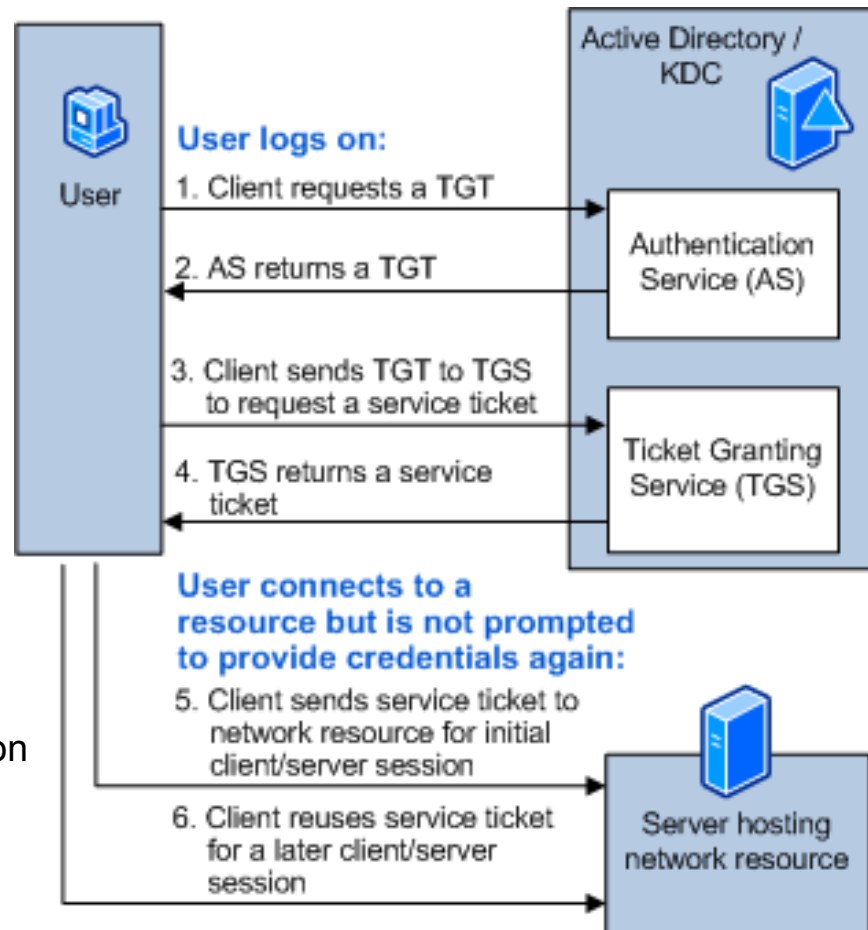 Active Directory /
KDC
User
User logs on:
1. Client requests a TGT
Authentication
Service (AS)
2. AS returns a TGT
3. Client sends TGT to TGS
to request a service ticket
Ticket Granting
Service (TGS)
4. TGS returns a service
ticket
User connects to a
resource but is not prompted
to provide credentials again:
5. Client sends service ticket to
network resource for initial
client/server session
on
6. Client reuses service ticket
for a later client/server
session
Server hosting
network resource